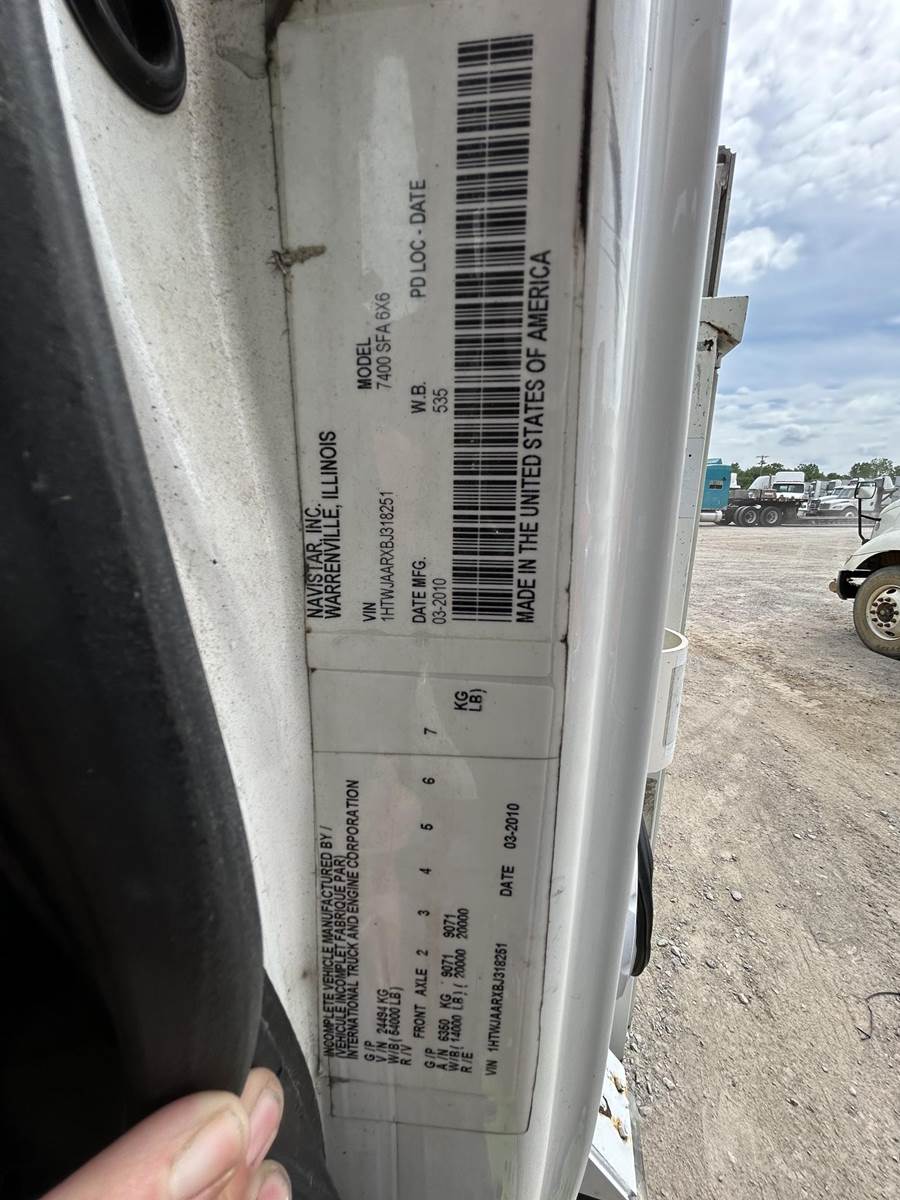 NAVISTAR, INC.
WARRENVILLE, ILLINOIS
VIN
1HTWJAARXBJ318251
MODEL
7400 SFA 6X6
DATE MFG.
03-2010
W.B.
535
PD LOC - DATE
MADE IN THE UNITED STATES OF AMERICA
INCOMPLETE VEHICLE MANUFACTURED BY /
(VEHICULE INCOMPLET FABRIQUE PAR)
INTERNATIONAL TRUCK AND ENGINE CORPORATION
G / P
V / N 24494 KG
W/B ( 54000 LB)
R / V
FRONT AXLE 2 3 4 5 6 7
G / P
A / N 6350 KG 9071 9071 KG
W/B ( 14000 LB) ( 20000 20000 LB)
R / E
VIN 1HTWJAARXBJ318251 DATE 03-2010